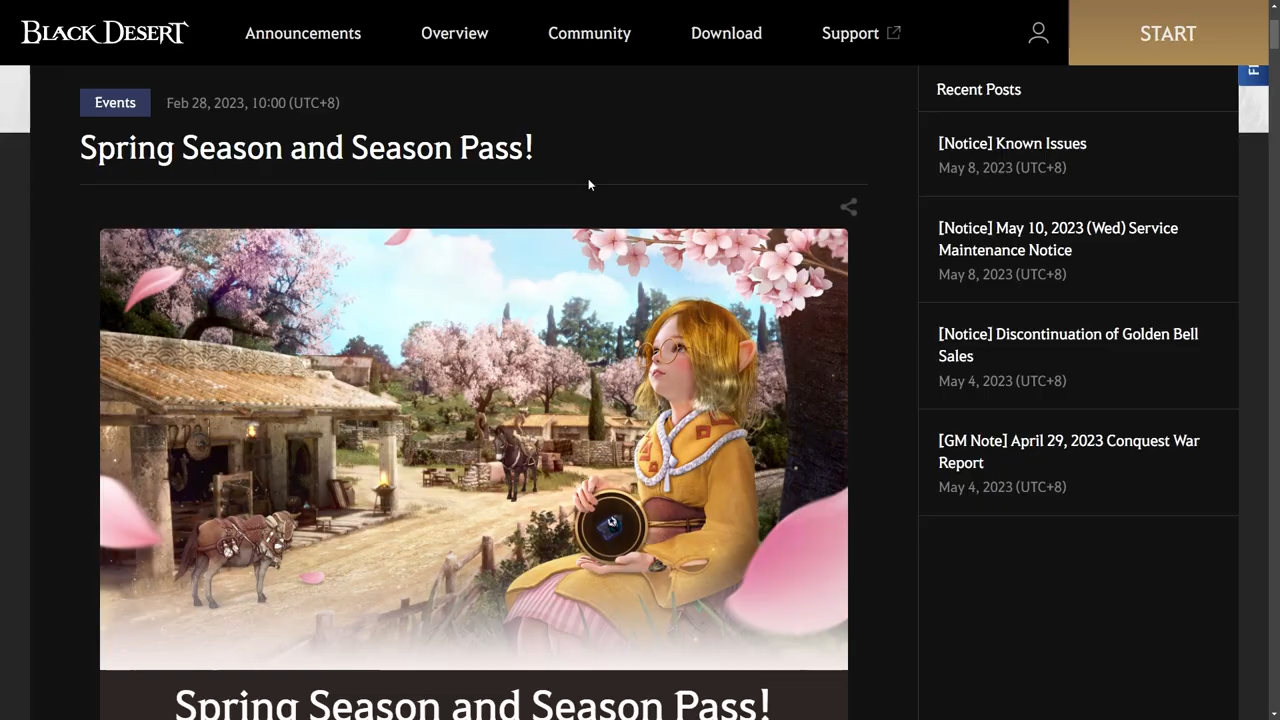 BLACK DESERT
Announcements
Overview
Community
Download
Support
START
Events
Feb 28, 2023, 10:00 (UTC+8)
Spring Season and Season Pass!
Spring Season and Season Pass!
Recent Posts
[Notice] Known Issues
May 8, 2023 (UTC+8)
[Notice] May 10, 2023 (Wed) Service
Maintenance Notice
May 8, 2023 (UTC+8)
[Notice] Discontinuation of Golden Bell
Sales
May 4, 2023 (UTC+8)
[GM Note] April 29, 2023 Conquest War
Report
May 4, 2023 (UTC+8)